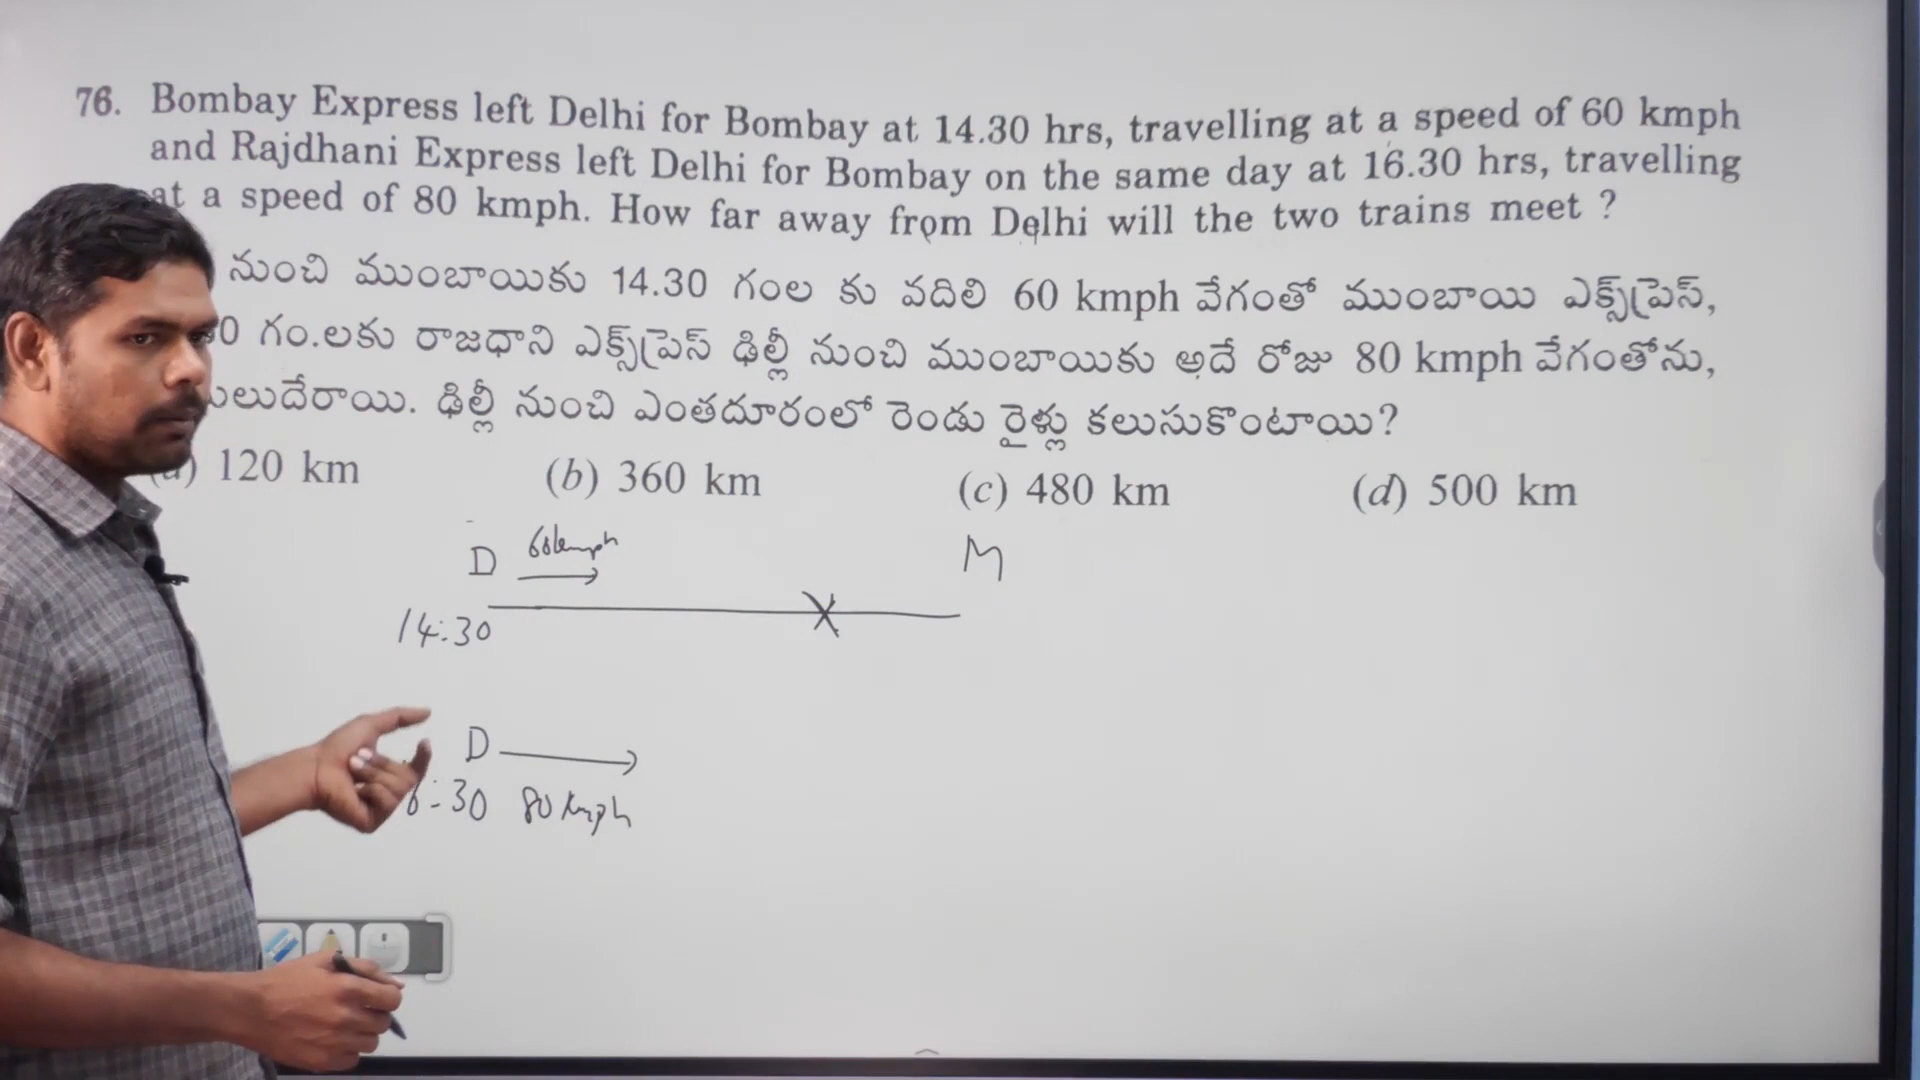 76. Bombay Express left Delhi for Bombay at 14.30 hrs, travelling at a speed of 60 kmph
and Rajdhani Express left Delhi for Bombay on the same day at 16.30 hrs, travelling
at a speed of 80 kmph. How far away from Delhi will the two trains meet ?
నుంచి ముంబాయికు 14.30 గంల కు వదిలి 60 kmph వేగంతో ముంబాయి ఎక్స్‌ప్రెస్,
0 గం.లకు రాజధాని ఎక్స్‌ప్రెస్ ఢిల్లీ నుంచి ముంబాయికు అదే రోజు 80 kmph వేగంతోను,
లుదేరాయి. ఢిల్లీ నుంచి ఎంతదూరంలో రెండు రైళ్లు కలుసుకొంటాయి?
(a) 120 km (b) 360 km (c) 480 km (d) 500 km
D 60kmph M
14:30
D
6:30 80 kmph